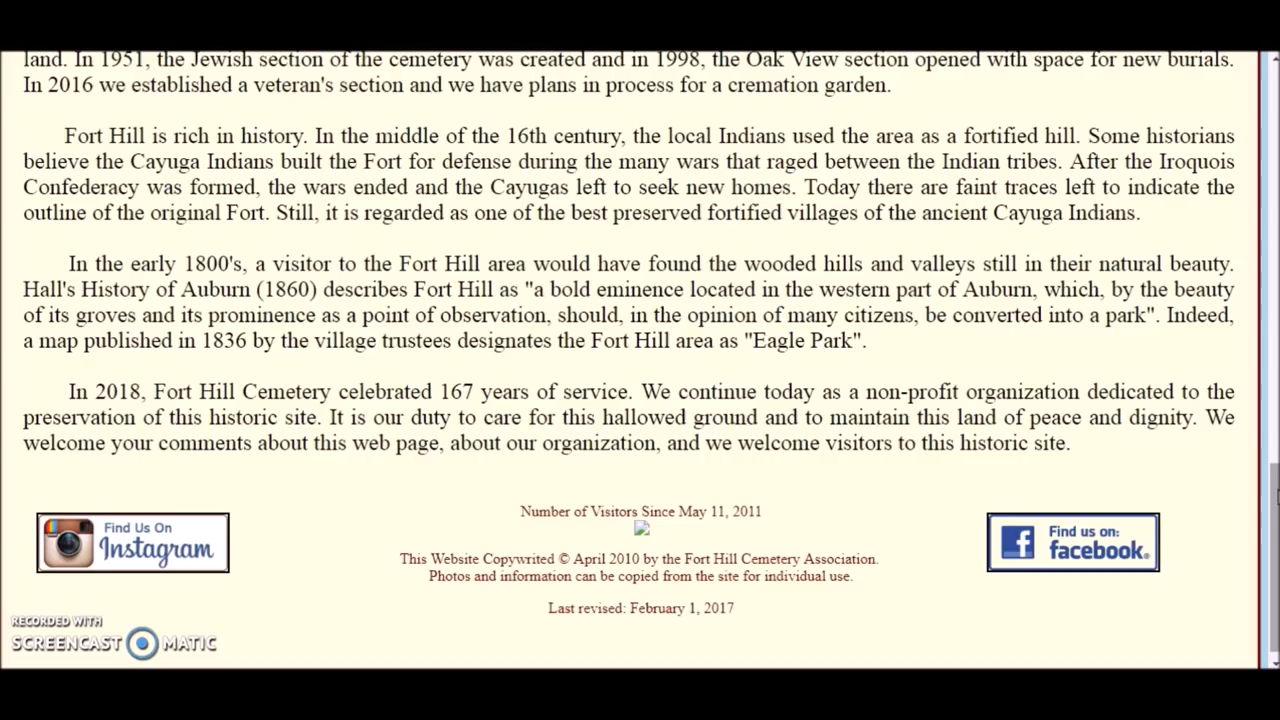 land. In 1951, the Jewish section of the cemetery was created and in 1998, the Oak View section opened with space for new burials.
In 2016 we established a veteran's section and we have plans in process for a cremation garden.
Fort Hill is rich in history. In the middle of the 16th century, the local Indians used the area as a fortified hill. Some historians
believe the Cayuga Indians built the Fort for defense during the many wars that raged between the Indian tribes. After the Iroquois
Confederacy was formed, the wars ended and the Cayugas left to seek new homes. Today there are faint traces left to indicate the
outline of the original Fort. Still, it is regarded as one of the best preserved fortified villages of the ancient Cayuga Indians.
In the early 1800's, a visitor to the Fort Hill area would have found the wooded hills and valleys still in their natural beauty.
Hall's History of Auburn (1860) describes Fort Hill as "a bold eminence located in the western part of Auburn, which, by the beauty
of its groves and its prominence as a point of observation, should, in the opinion of many citizens, be converted into a park". Indeed,
a map published in 1836 by the village trustees designates the Fort Hill area as "Eagle Park".
In 2018, Fort Hill Cemetery celebrated 167 years of service. We continue today as a non-profit organization dedicated to the
preservation of this historic site. It is our duty to care for this hallowed ground and to maintain this land of peace and dignity. We
welcome your comments about this web page, about our organization, and we welcome visitors to this historic site.
Find Us On
Instagram
Number of Visitors Since May 11, 2011
This Website Copywrited © April 2010 by the Fort Hill Cemetery Association.
Photos and information can be copied from the site for individual use.
Last revised: February 1, 2017
Find us on:
facebook.
RECORDED WITH
SCREENCAST MATIC